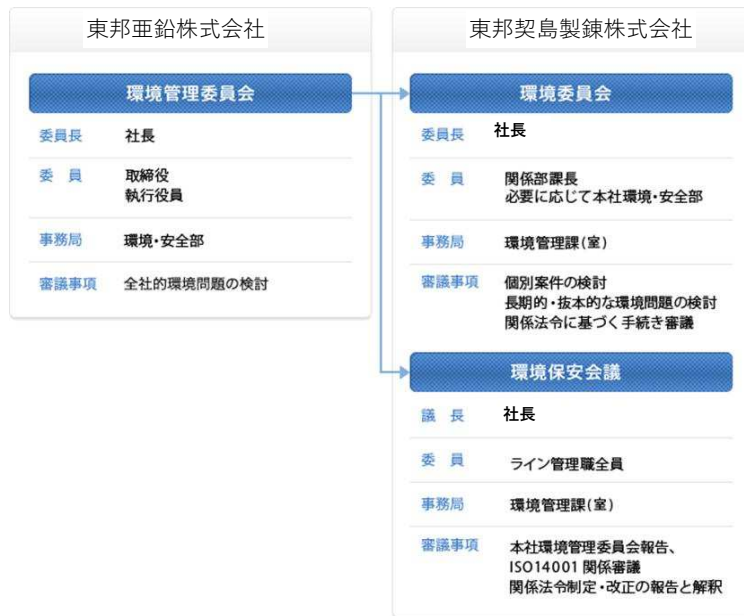 東邦亜鉛株式会社
環境管理委員会
委員長 社長
委 員 取締役
執行役員
事務局 環境・安全部
審議事項 全社的環境問題の検討
東邦契島製錬株式会社
環境委員会
委員長 社長
委 員 関係部課長
必要に応じて本社環境・安全部
事務局 環境管理課(室)
審議事項 個別案件の検討
長期的・抜本的な環境問題の検討
関係法令に基づく手続き審議
環境保安会議
議 長 社長
委 員 ライン管理職全員
事務局 環境管理課(室)
審議事項 本社環境管理委員会報告、
ISO14001 関係審議
関係法令制定・改正の報告と解釈